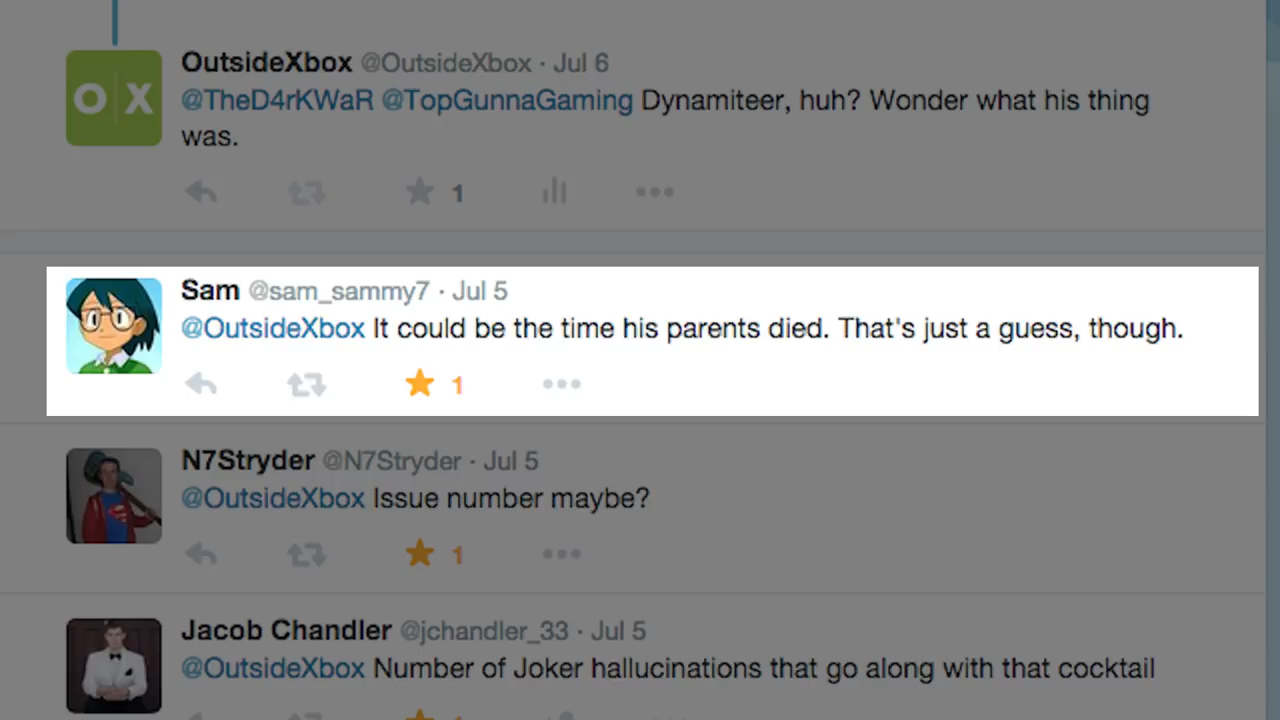 OutsideXbox @OutsideXbox · Jul 6
O X
@TheD4rKWaR @TopGunnaGaming Dynamiteer, huh? Wonder what his thing
was.
1
Sam @sam_sammy7 · Jul 5
@OutsideXbox It could be the time his parents died. That's just a guess, though.
1
N7Stryder @N7Stryder · Jul 5
@OutsideXbox Issue number maybe?
1
Jacob Chandler @jchandler_33 · Jul 5
@OutsideXbox Number of Joker hallucinations that go along with that cocktail